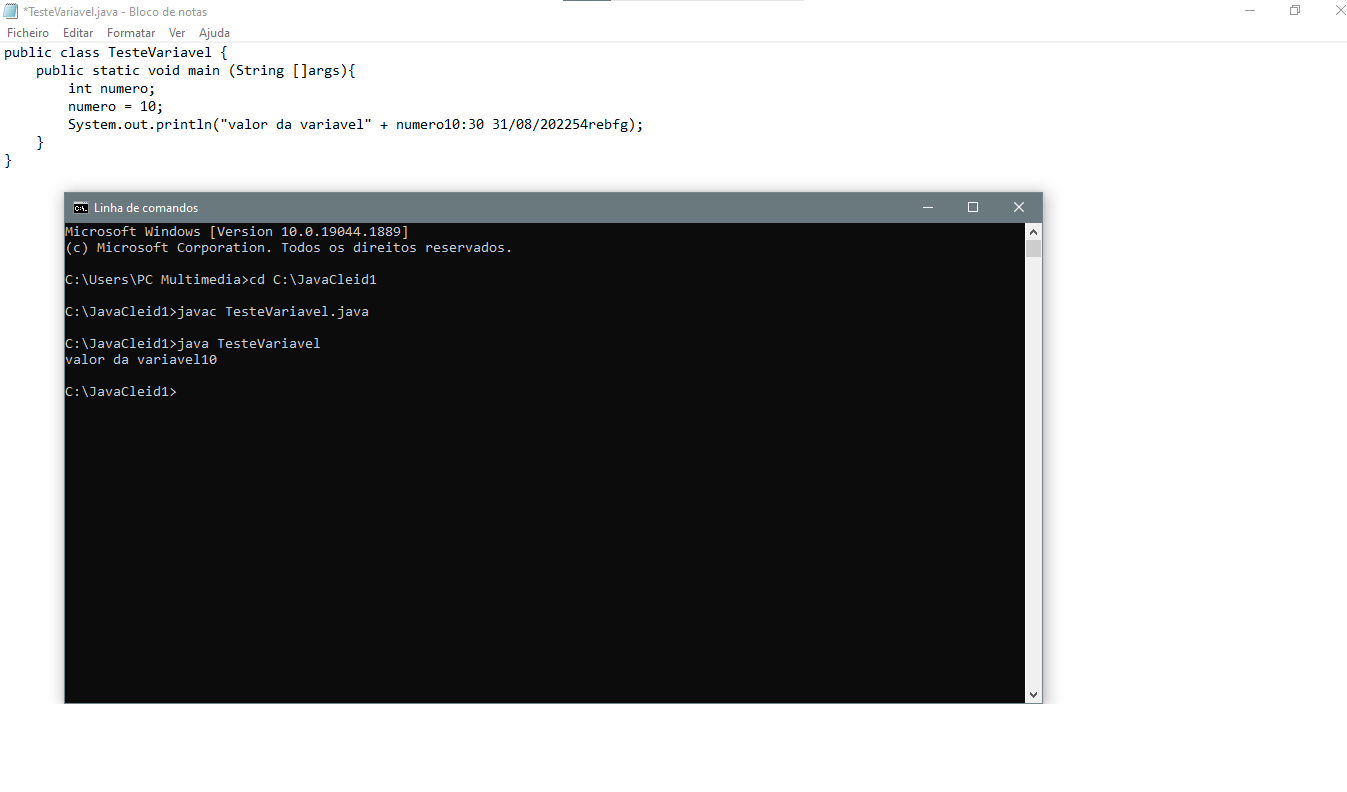 *TesteVariavel.java - Bloco de notas
Ficheiro Editar Formatar Ver Ajuda
public class TesteVariavel {
    public static void main (String []args){
        int numero;
        numero = 10;
        System.out.println("valor da variavel" + numero10:30 31/08/202254rebfg);
    }
}
C:\. Linha de comandos
Microsoft Windows [Version 10.0.19044.1889]
(c) Microsoft Corporation. Todos os direitos reservados.
C:\Users\PC Multimedia>cd C:\JavaCleid1
C:\JavaCleid1>javac TesteVariavel.java
C:\JavaCleid1>java TesteVariavel
valor da variavel10
C:\JavaCleid1>